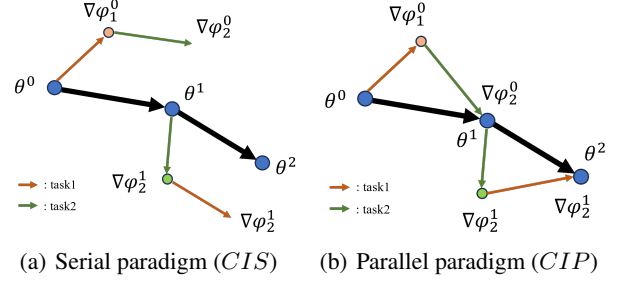 ∇φ₁⁰
∇φ₂⁰
θ⁰
θ¹
θ²
∇φ₂¹
∇φ₂¹
: task1
: task2
(a) Serial paradigm (CIS)
∇φ₁⁰
∇φ₂⁰
θ⁰
θ¹
θ²
∇φ₂¹
∇φ₂¹
: task1
: task2
(b) Parallel paradigm (CIP)